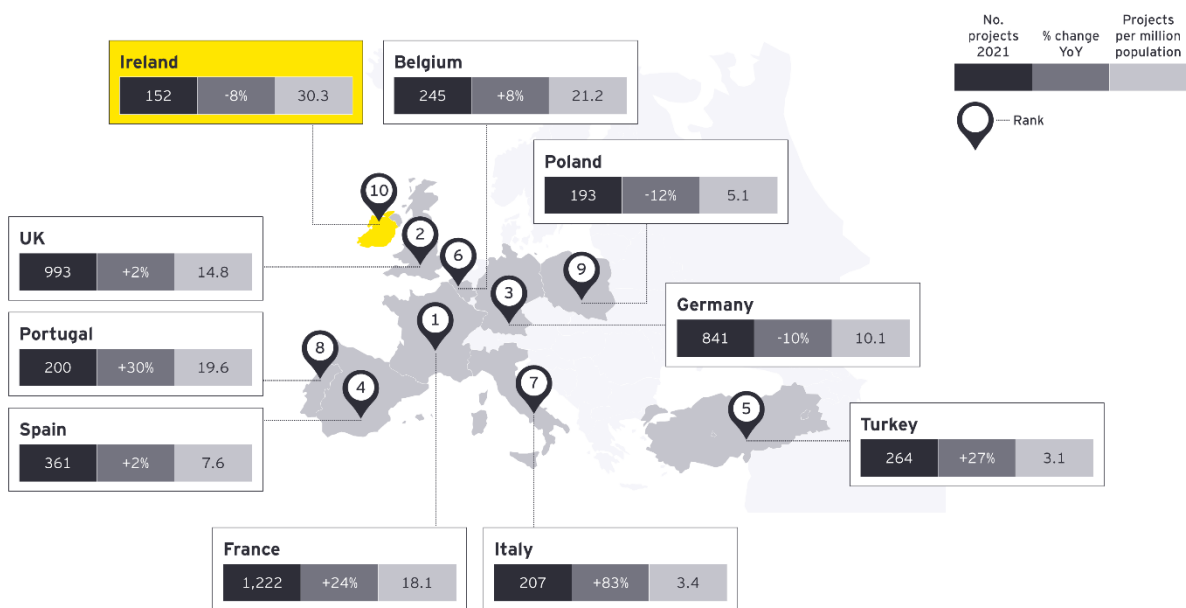 No. projects 2021
% change YoY
Projects per million population
Rank
Ireland
152 -8% 30.3
Belgium
245 +8% 21.2
Poland
193 -12% 5.1
10
2
6
9
3
1
8
7
4
5
UK
993 +2% 14.8
Portugal
200 +30% 19.6
Spain
361 +2% 7.6
Germany
841 -10% 10.1
Turkey
264 +27% 3.1
France
1,222 +24% 18.1
Italy
207 +83% 3.4